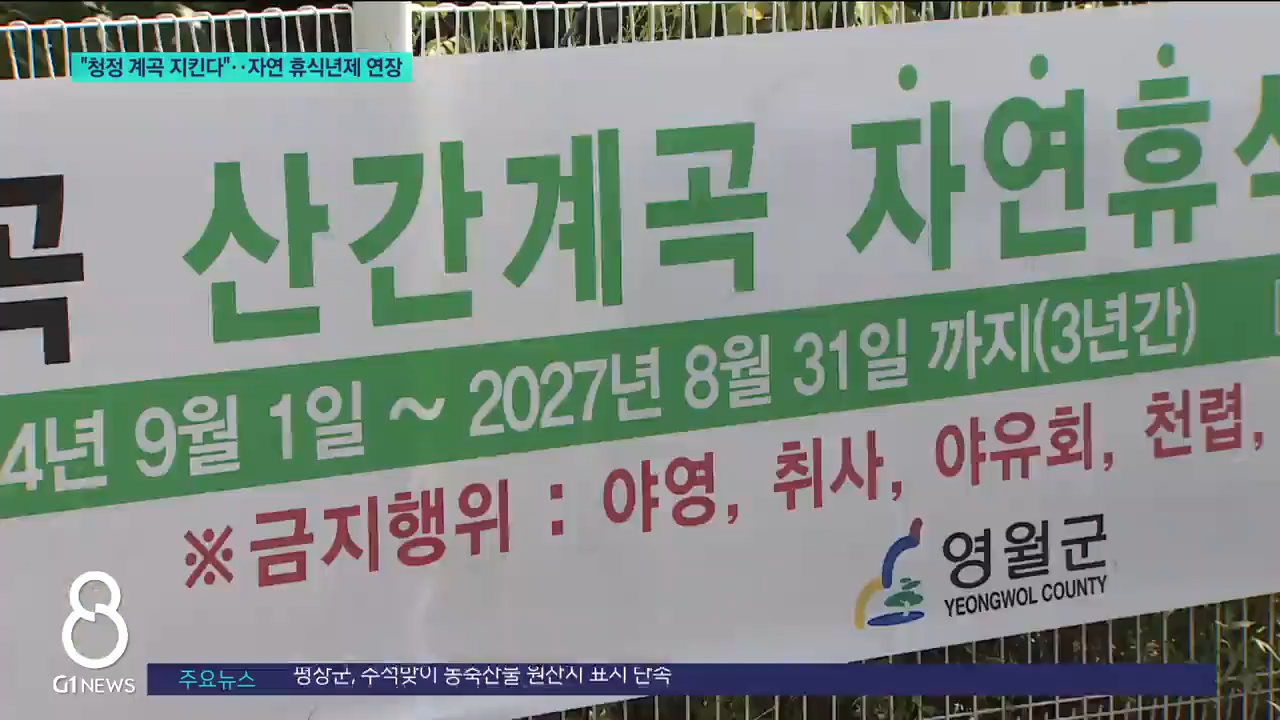 "청정 계곡 지킨다"··자연 휴식년제 연장
곡 산간계곡 자연휴식
4년 9월 1일 ~ 2027년 8월 31일 까지(3년간)
※금지행위 : 야영, 취사, 야유회, 천렵,
영월군
YEONGWOL COUNTY
8
G1 NEWS
주요뉴스 평창군, 추석맞이 농축산물 원산지 표시 단속